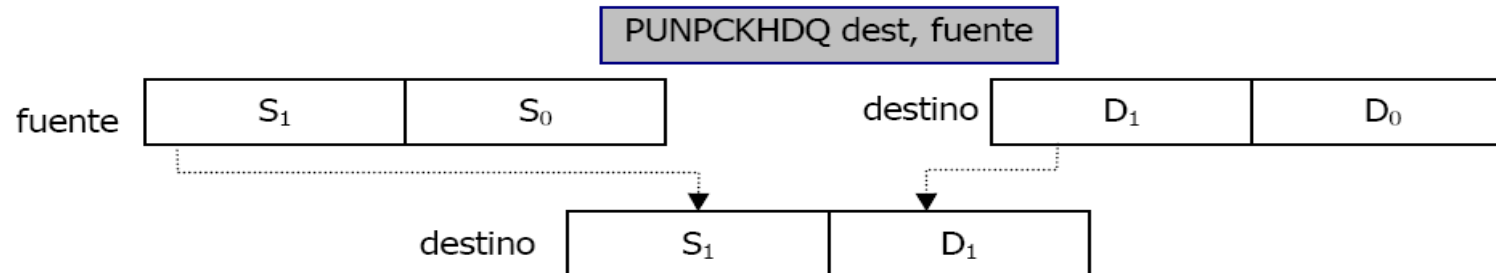 PUNPCKHDQ dest, fuente
fuente S₁ S₀ destino D₁ D₀
destino S₁ D₁